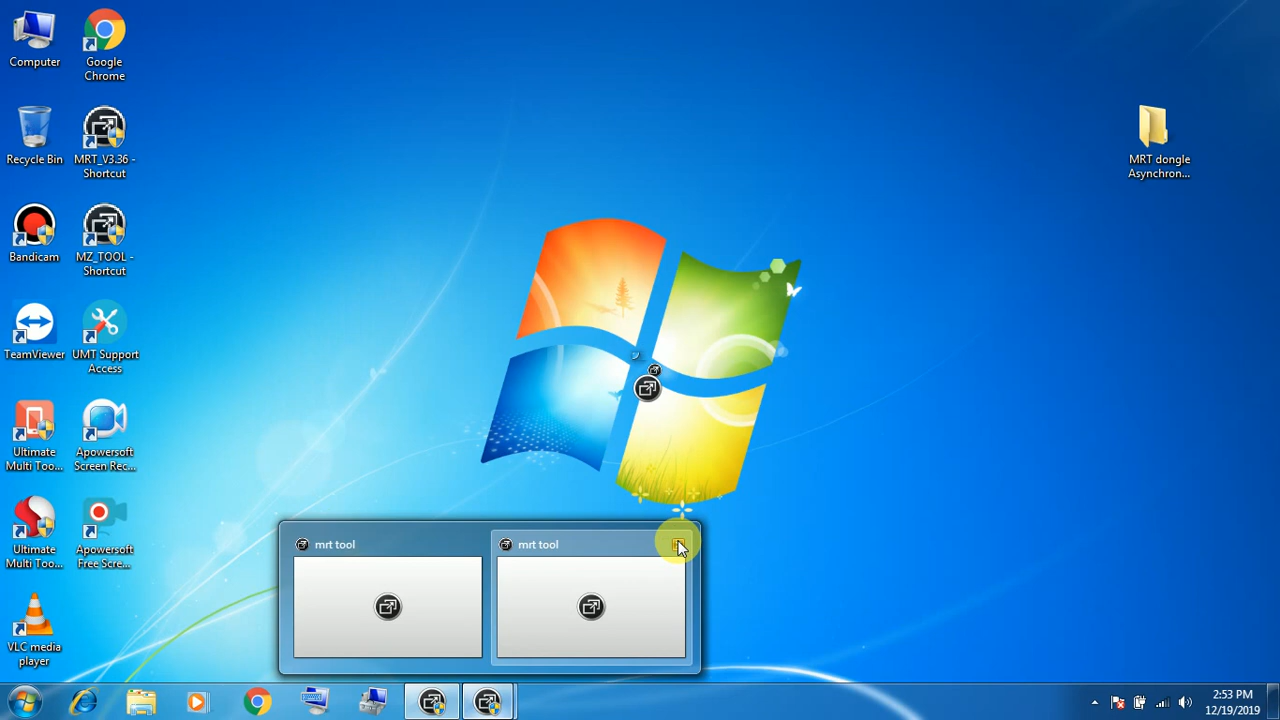 Computer
Google
Chrome
Recycle Bin
MRT_V3.36 -
Shortcut
Bandicam
MZ_TOOL -
Shortcut
TeamViewer
UMT Support
Access
Ultimate
Multi Too...
Apowersoft
Screen Rec...
Ultimate
Multi Too...
Apowersoft
Free Scre...
VLC media
player
MRT dongle
Asynchron...
mrt tool
mrt tool
2:53 PM
12/19/2019